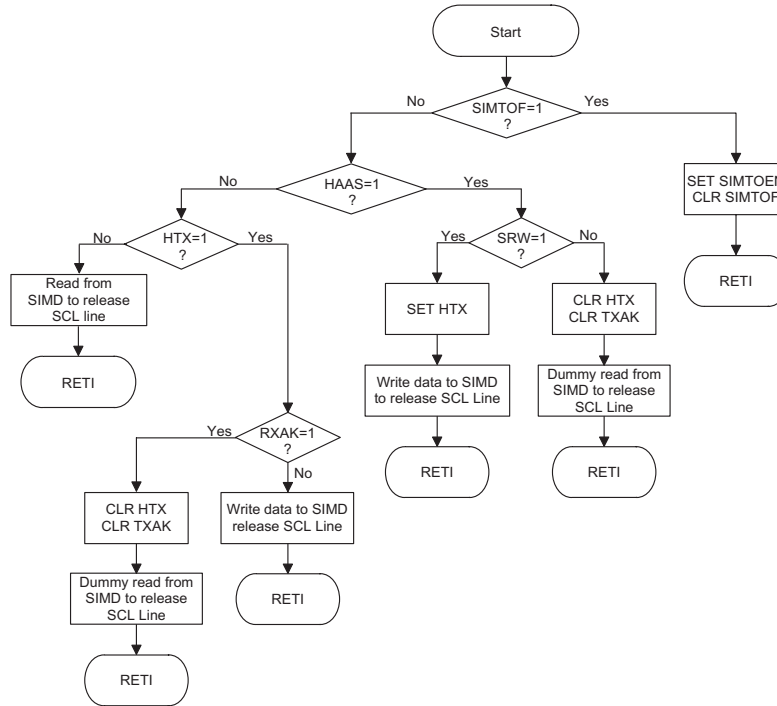 Start
No
SIMTOF=1
?
Yes
No
HAAS=1
?
Yes
SET SIMTOEN
CLR SIMTOF
RETI
No
HTX=1
?
Yes
Yes
SRW=1
?
No
Read from
SIMD to release
SCL line
RETI
SET HTX
CLR HTX
CLR TXAK
Write data to SIMD
to release SCL Line
Dummy read from
SIMD to release
SCL Line
RETI
RETI
Yes
RXAK=1
?
No
CLR HTX
CLR TXAK
Write data to SIMD
release SCL Line
Dummy read from
SIMD to release
SCL Line
RETI
RETI